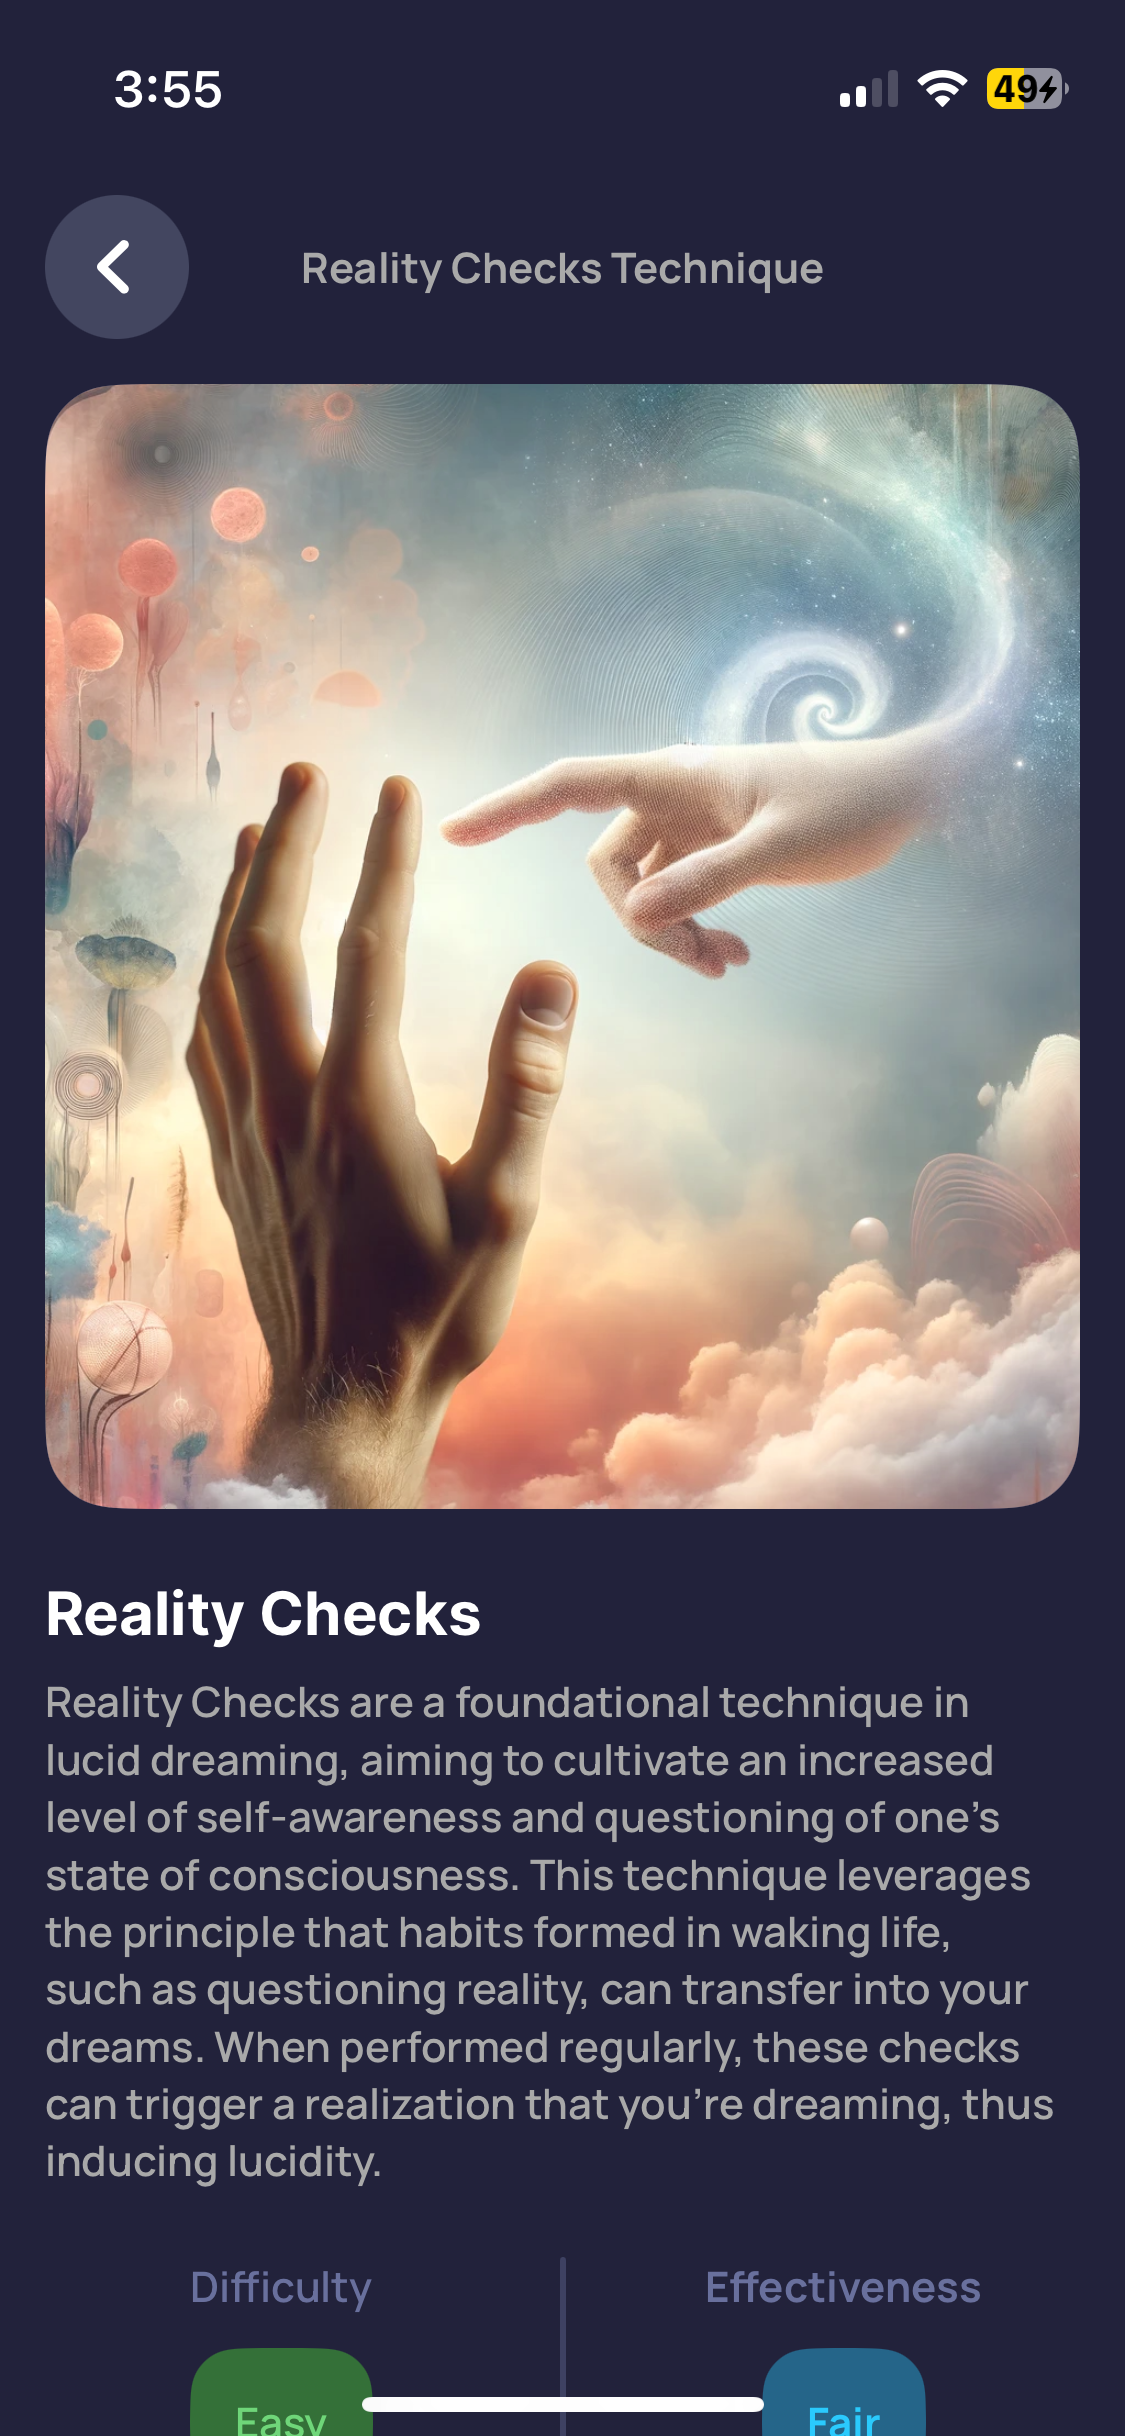 3:55
49
Reality Checks Technique
Reality Checks
Reality Checks are a foundational technique in
lucid dreaming, aiming to cultivate an increased
level of self-awareness and questioning of one’s
state of consciousness. This technique leverages
the principle that habits formed in waking life,
such as questioning reality, can transfer into your
dreams. When performed regularly, these checks
can trigger a realization that you’re dreaming, thus
inducing lucidity.
Difficulty
Effectiveness
Easy
Fair